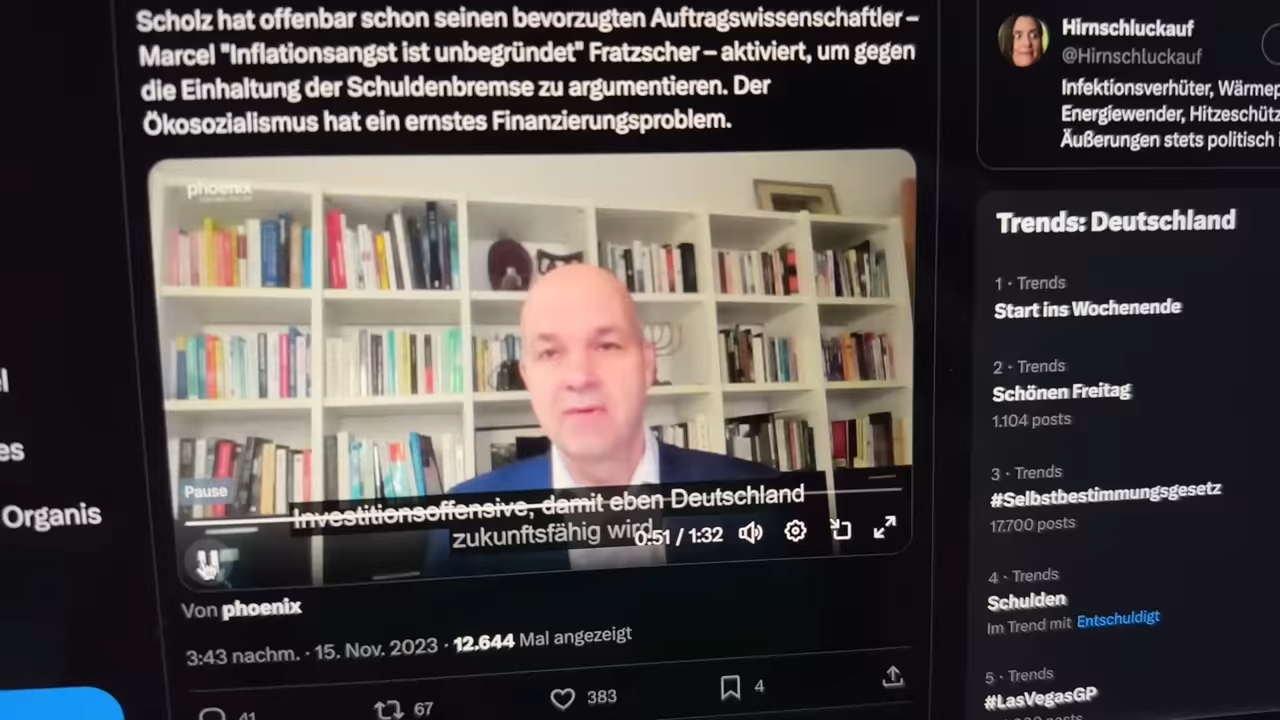 Scholz hat offenbar schon seinen bevorzugten Auftragswissenschaftler –
Marcel "Inflationsangst ist unbegründet" Fratzscher – aktiviert, um gegen
die Einhaltung der Schuldenbremse zu argumentieren. Der
Ökosozialismus hat ein ernstes Finanzierungsproblem.
phoenix
Pause
Investitionsoffensive, damit eben Deutschland
zukunftsfähig wird
0:51 / 1:32
Von phoenix
3:43 nachm. · 15. Nov. 2023 · 12.644 Mal angezeigt
41 67 383 4
es
Organis
Hirnschluckauf
@Hirnschluckauf
Infektionsverhüter, Wärmep
Energiewender, Hitzeschütz
Äußerungen stets politisch
Trends: Deutschland
1 · Trends
Start ins Wochenende
2 · Trends
Schönen Freitag
1.104 posts
3 · Trends
#Selbstbestimmungsgesetz
17.700 posts
4 · Trends
Schulden
Im Trend mit Entschuldigt
5 · Trends
#LasVegasGP
posts